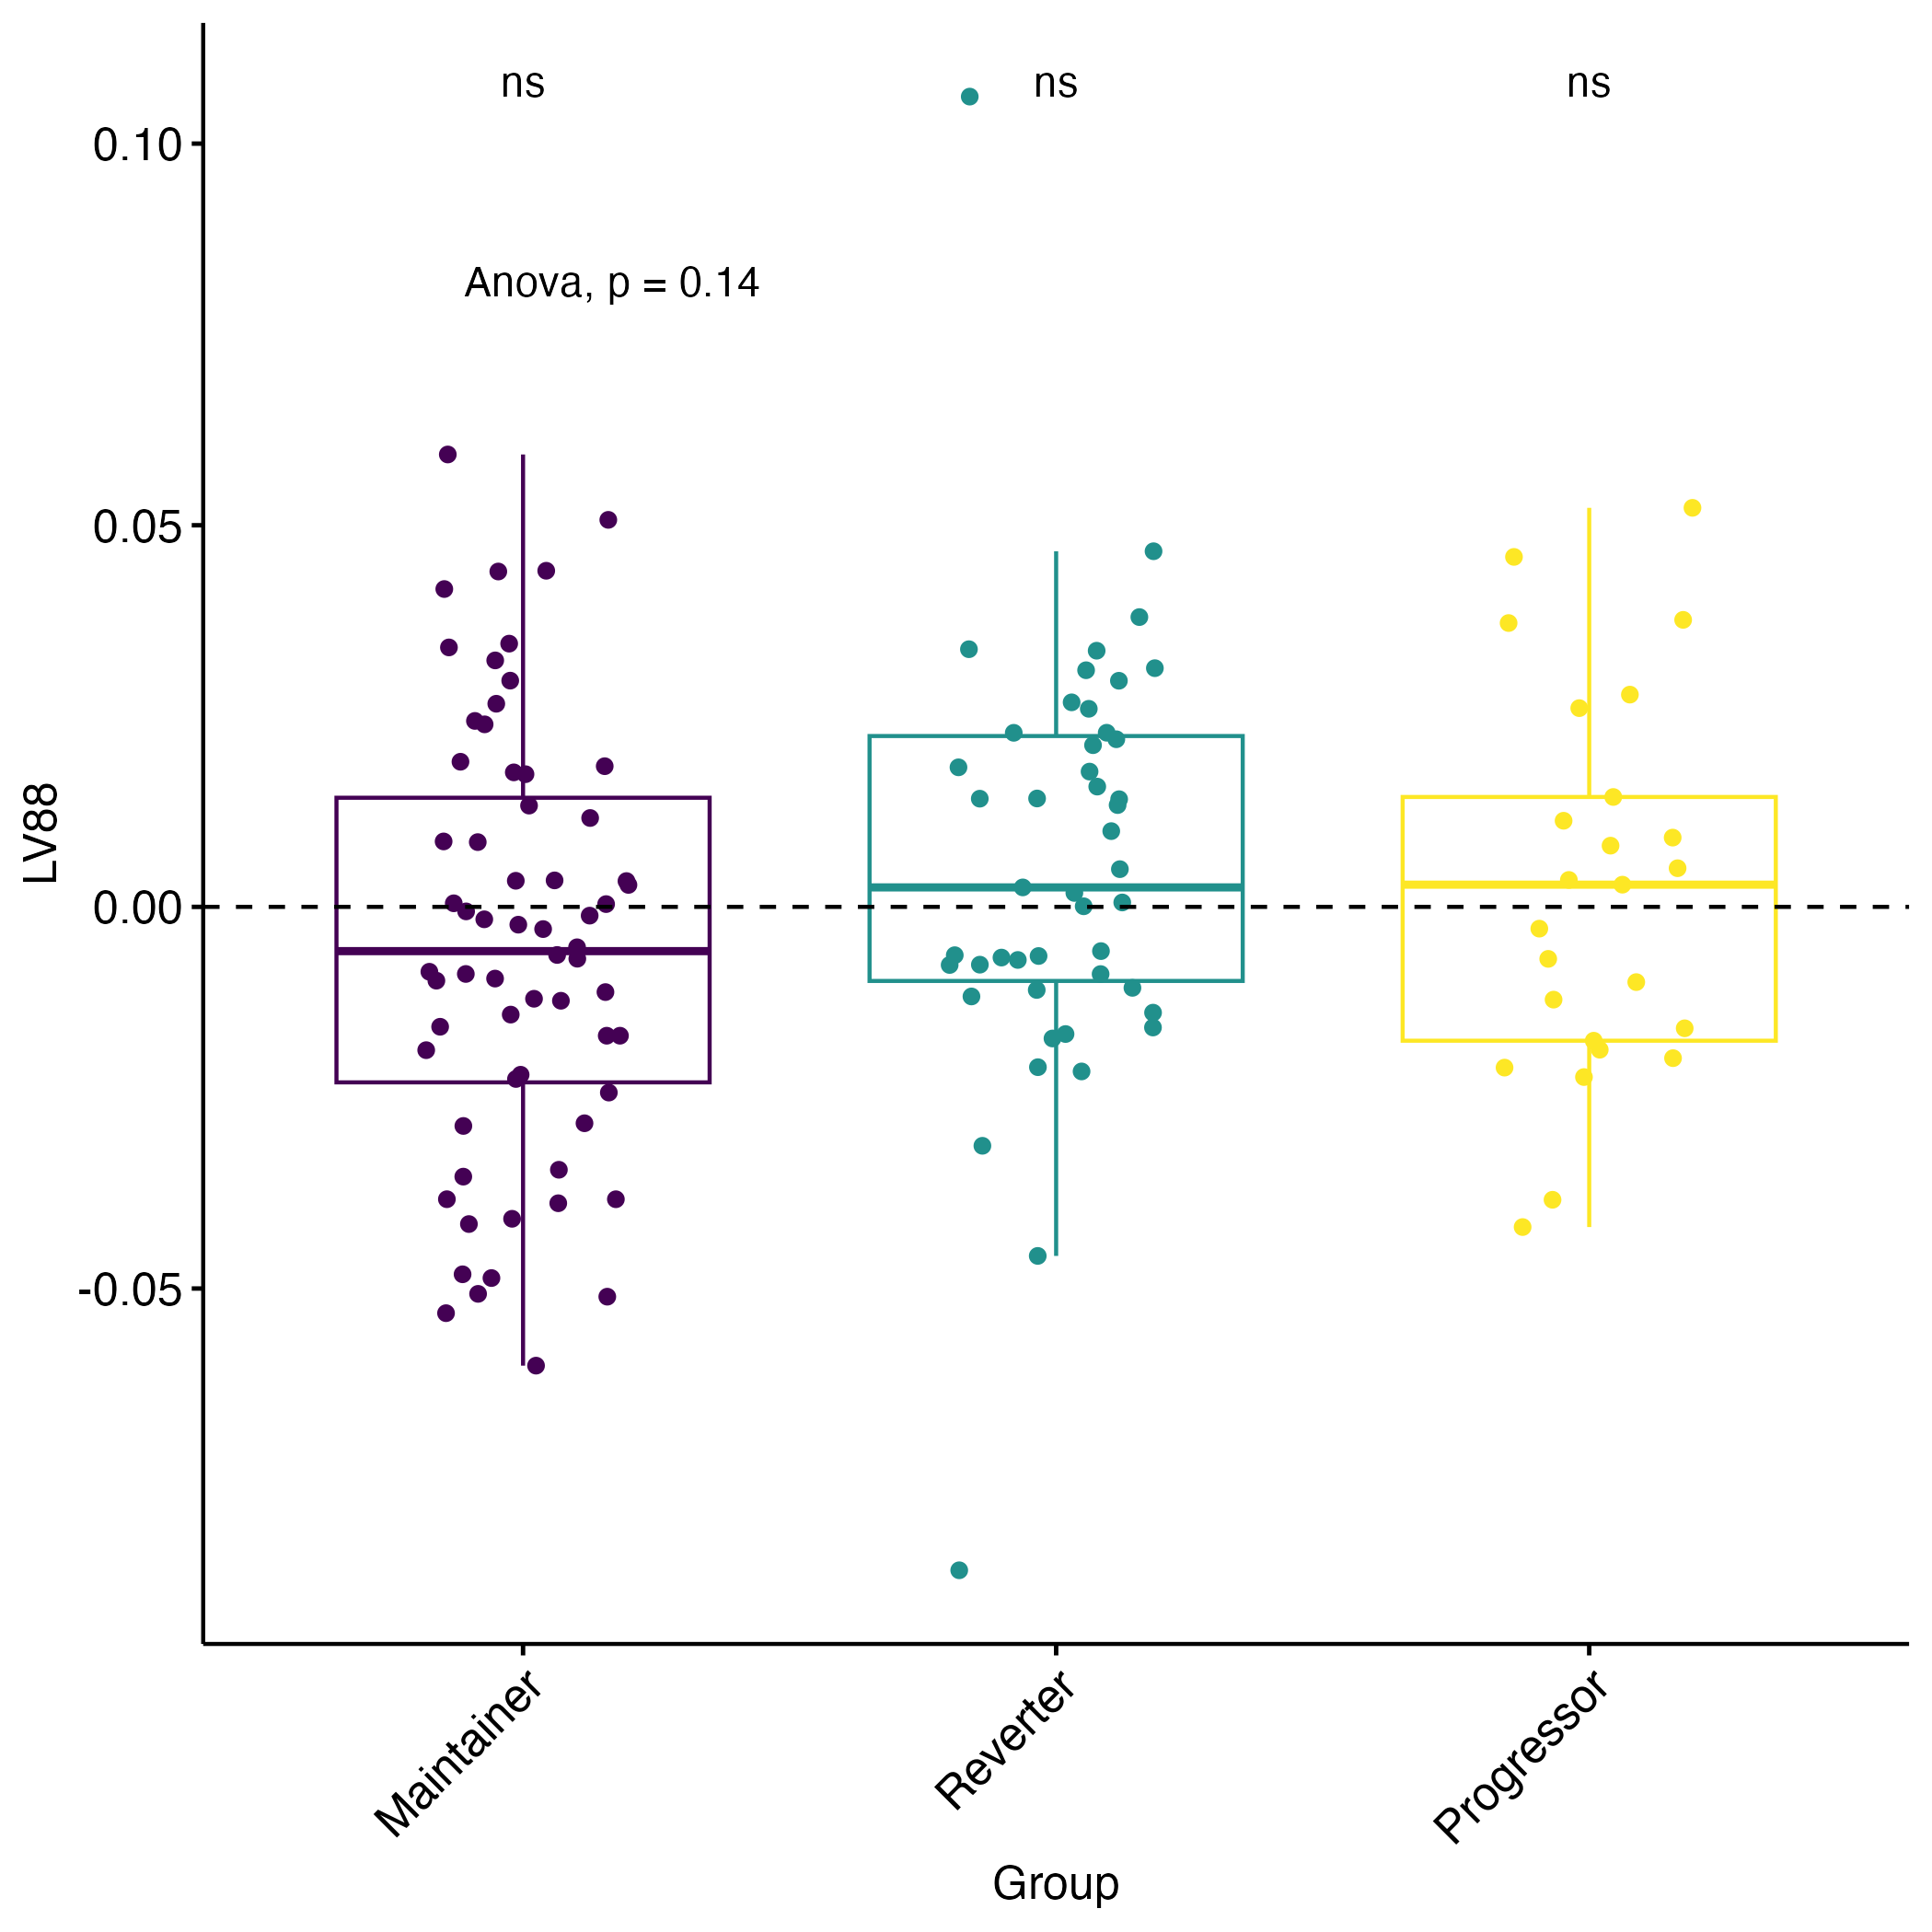 ns ns ns
0.10
Anova, p = 0.14
0.05
LV88
0.00
-0.05
Maintainer Reverter Progressor
Group